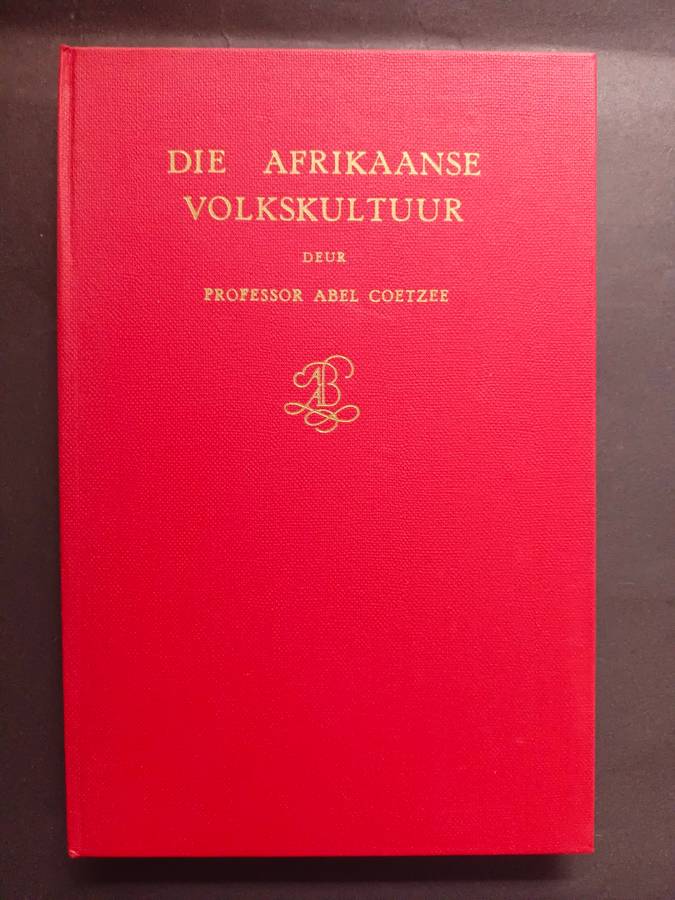 DIE AFRIKAANSE
VOLKSKULTUUR
DEUR
PROFESSOR ABEL COETZEE